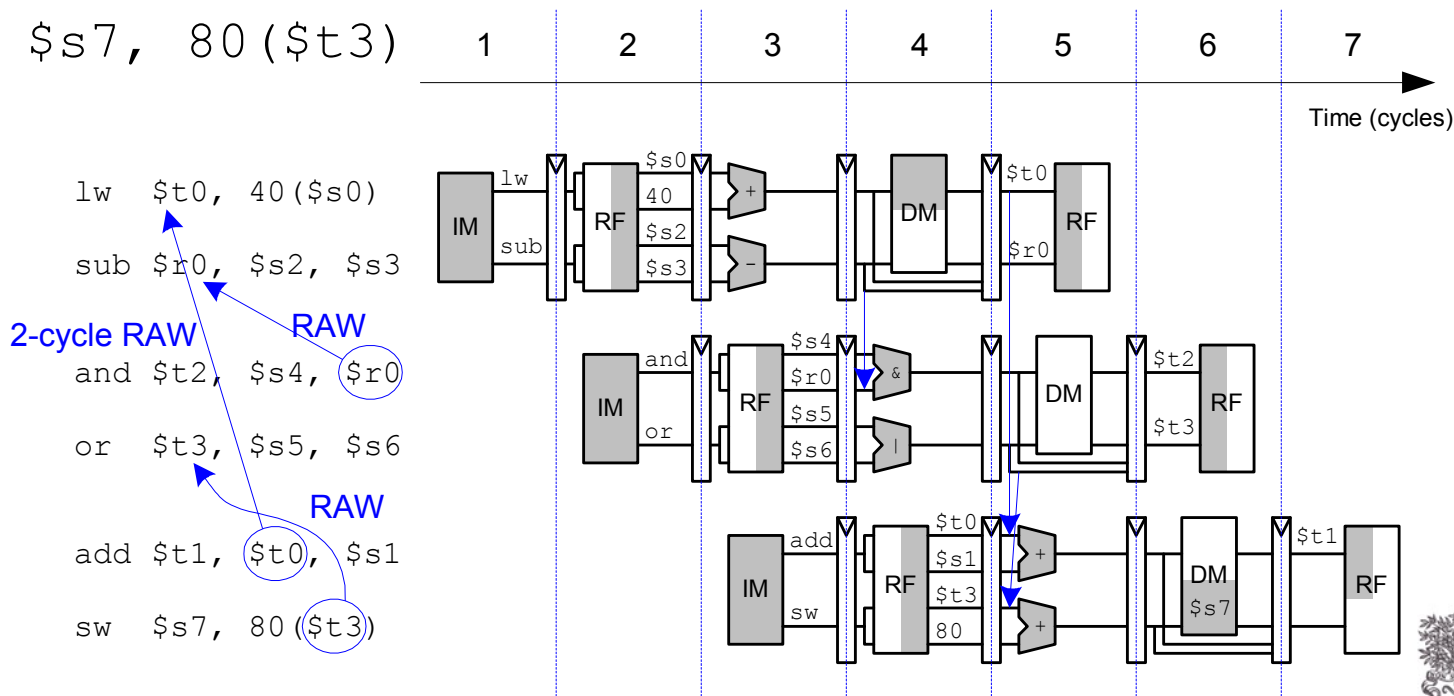 $s7, 80($t3)
1 2 3 4 5 6 7
Time (cycles)
lw $t0, 40($s0)
sub $r0, $s2, $s3
2-cycle RAW
RAW
and $t2, $s4, $r0
or $t3, $s5, $s6
RAW
add $t1, $t0, $s1
sw $s7, 80($t3)
IM
lw
sub
RF
$s0
40
$s2
$s3
+
-
DM
$t0
$r0
RF
IM
and
or
RF
$s4
$r0
$s5
$s6
&
|
DM
$t2
$t3
RF
IM
add
sw
RF
$t0
$s1
$t3
80
+
+
DM
$s7
$t1
RF